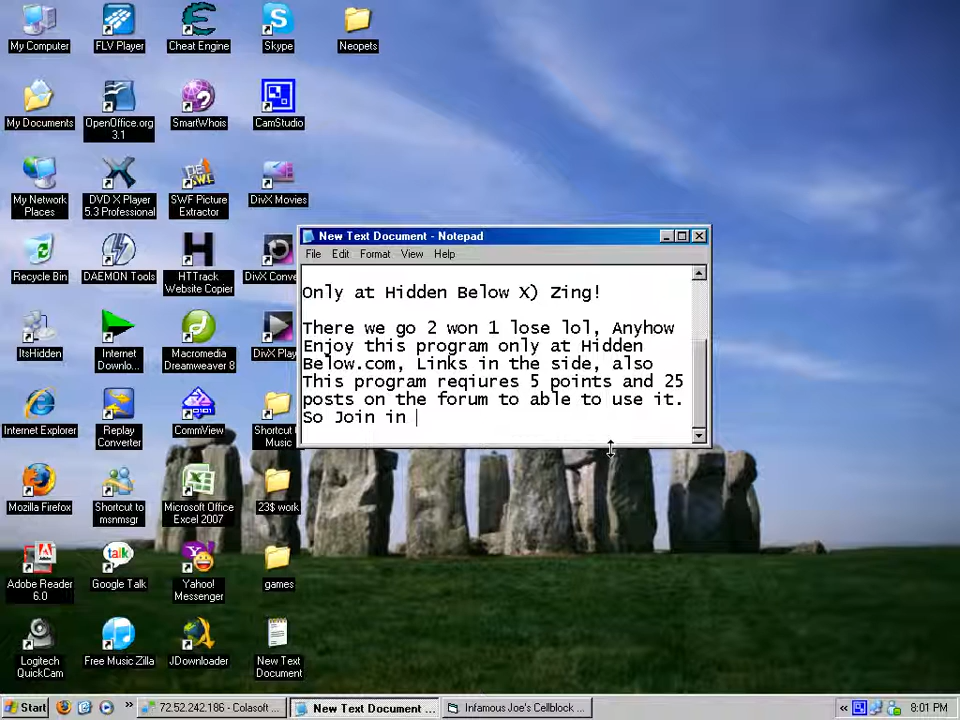 My Computer
FLV Player
Cheat Engine
Skype
Neopets
My Documents
OpenOffice.org
3.1
SmartWhois
CamStudio
My Network
Places
DVD X Player
5.3 Professional
SWF Picture
Extractor
DivX Movies
Recycle Bin
DAEMON Tools
HTTrack
Website Copier
DivX Conve
ItsHidden
Internet
Downlo...
Macromedia
Dreamweaver 8
DivX Play
Internet Explorer
Replay
Converter
CommView
Shortcut
Music
Mozilla Firefox
Shortcut to
msnmsgr
Microsoft Office
Excel 2007
23$ work
Adobe Reader
6.0
Google Talk
Yahoo!
Messenger
games
Logitech
QuickCam
Free Music Zilla
JDownloader
New Text
Document
New Text Document - Notepad
File Edit Format View Help
Only at Hidden Below X) Zing!
There we go 2 won 1 lose lol, Anyhow
Enjoy this program only at Hidden
Below.com, Links in the side, also
This program reqiures 5 points and 25
posts on the forum to able to use it.
So Join in
Start
72.52.242.186 - Colasoft ...
New Text Document ...
Infamous Joe's Cellblock ...
8:01 PM